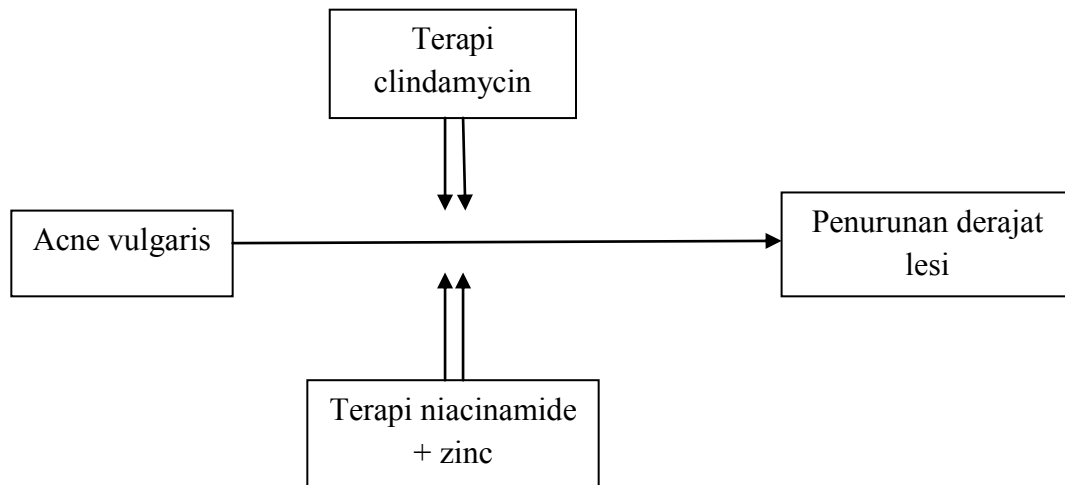 Terapi
clindamycin
Acne vulgaris
Penurunan derajat
lesi
Terapi niacinamide
+ zinc